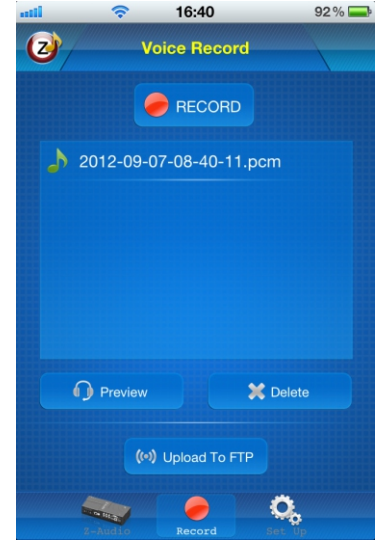 16:40 92%
Z Voice Record
RECORD
2012-09-07-08-40-11.pcm
Preview Delete
Upload To FTP
Z-Audio Record Set Up